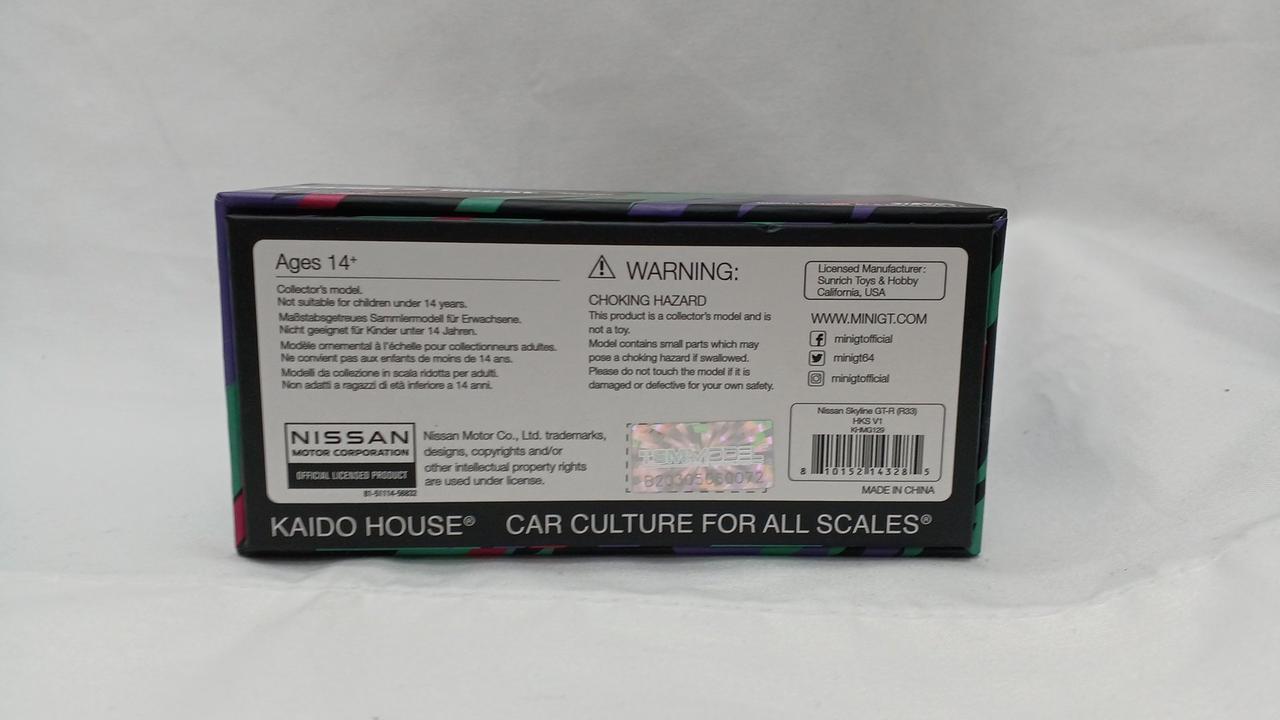 Ages 14+
Collector's model.
Not suitable for children under 14 years.
Maßstabsgetreues Sammlermodell für Erwachsene.
Nicht geeignet für Kinder unter 14 Jahren.
Modèle ornemental à l'échelle pour collectionneurs adultes.
Ne convient pas aux enfants de moins de 14 ans.
Modelli da collezione in scala ridotta per adulti.
Non adatti a ragazzi di età inferiore a 14 anni.
WARNING:
CHOKING HAZARD
This product is a collector's model and is
not a toy.
Model contains small parts which may
pose a choking hazard if swallowed.
Please do not touch the model if it is
damaged or defective for your own safety.
Licensed Manufacturer:
Sunrich Toys & Hobby
California, USA
WWW.MINIGT.COM
minigtofficial
minigt64
minigtofficial
NISSAN
MOTOR CORPORATION
OFFICIAL LICENSED PRODUCT
Nissan Motor Co., Ltd. trademarks,
designs, copyrights and/or
other intellectual property rights
are used under license.
TSM-MODEL
Nissan Skyline GT-R (R33)
HKS V1
KHMG129
8 10152 14328 5
MADE IN CHINA
KAIDO HOUSE® CAR CULTURE FOR ALL SCALES®